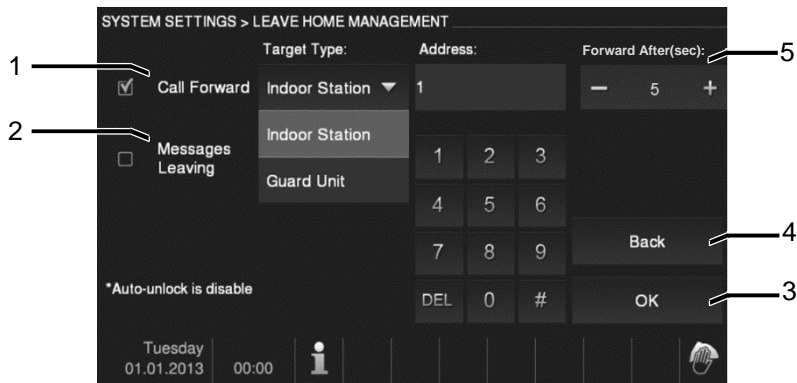 SYSTEM SETTINGS > LEAVE HOME MANAGEMENT
Target Type: Address: Forward After(sec): 5
1 Call Forward Indoor Station 1 − 5 +
2 Messages Leaving
Indoor Station
Guard Unit
1 2 3
4 5 6
7 8 9
DEL 0 #
Back 4
OK 3
*Auto-unlock is disable
Tuesday
01.01.2013 00:00 i